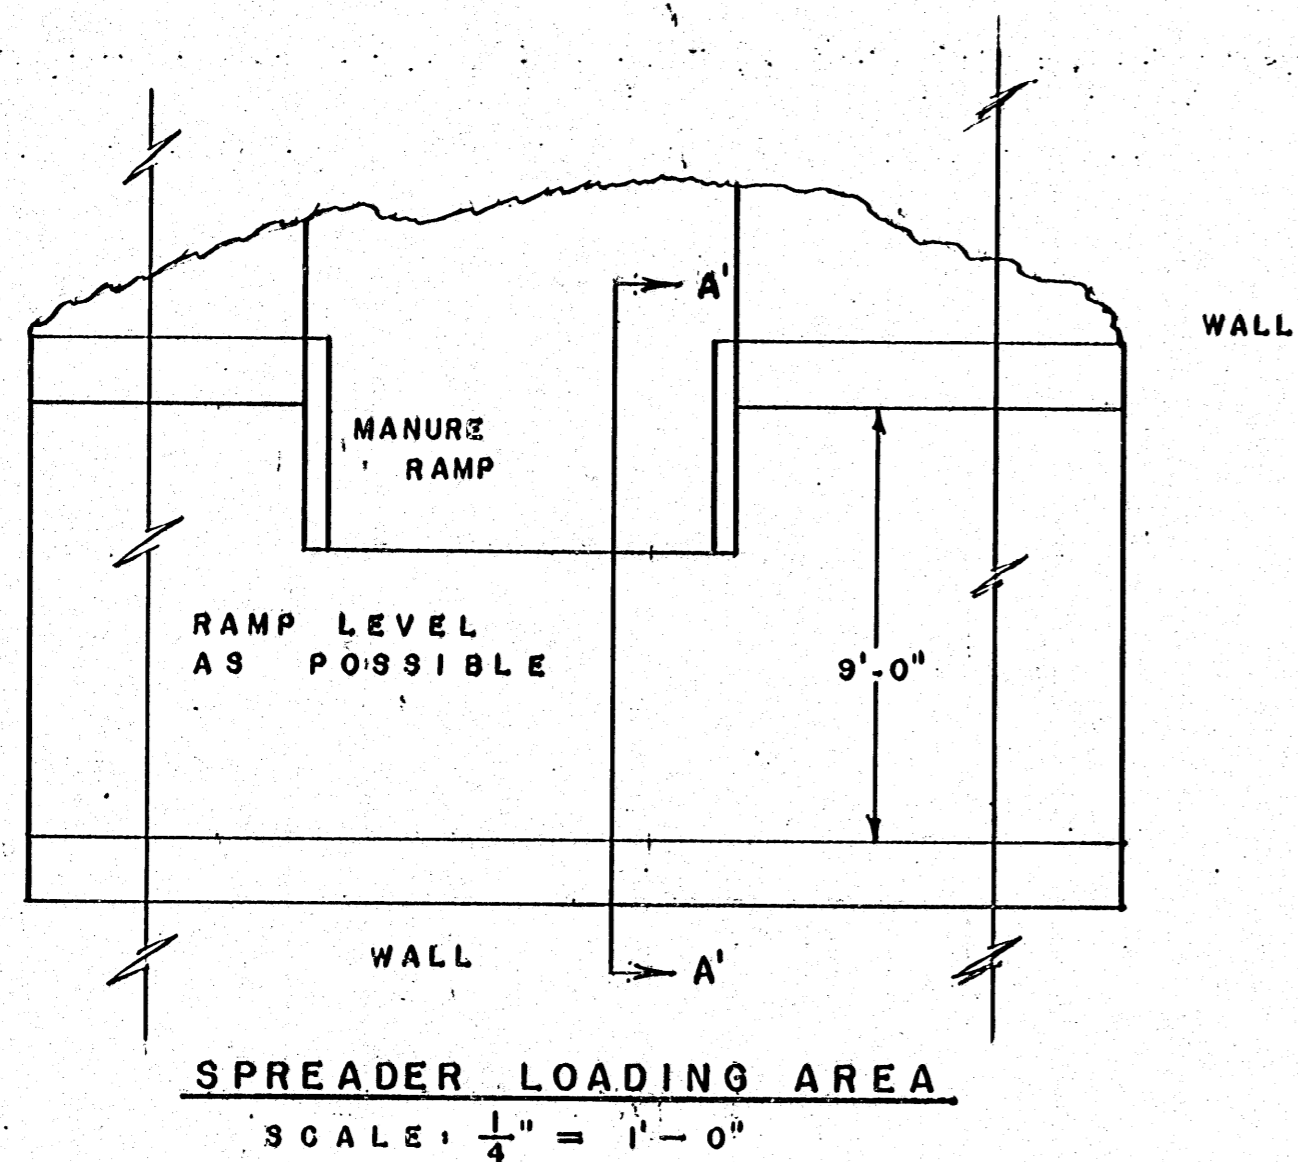 A'
WALL
MANURE
RAMP
RAMP LEVEL
AS POSSIBLE
9'-0"
WALL
A'
SPREADER LOADING AREA
SCALE: 1/4" = 1'-0"